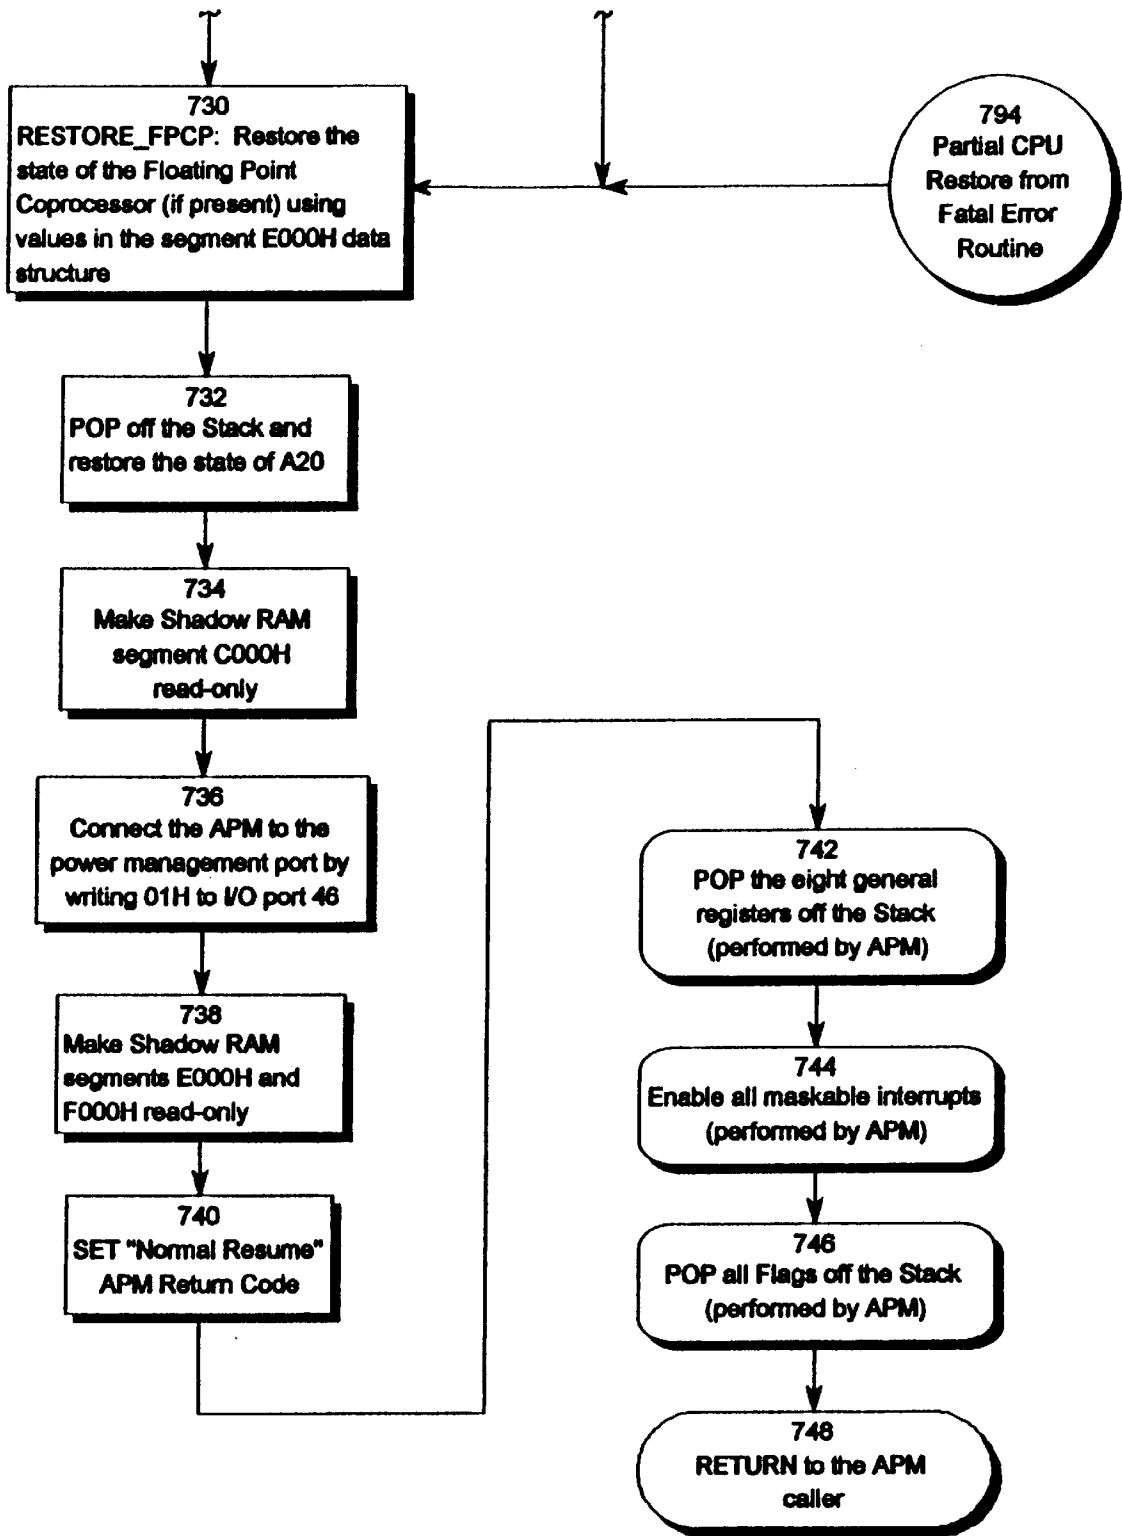 730
RESTORE_FPCP: Restore the
state of the Floating Point
Coprocessor (if present) using
values in the segment E000H data
structure
794
Partial CPU
Restore from
Fatal Error
Routine
732
POP off the Stack and
restore the state of A20
734
Make Shadow RAM
segment C000H
read-only
736
Connect the APM to the
power management port by
writing 01H to I/O port 46
738
Make Shadow RAM
segments E000H and
F000H read-only
740
SET "Normal Resume"
APM Return Code
742
POP the eight general
registers off the Stack
(performed by APM)
744
Enable all maskable interrupts
(performed by APM)
746
POP all Flags off the Stack
(performed by APM)
748
RETURN to the APM
caller